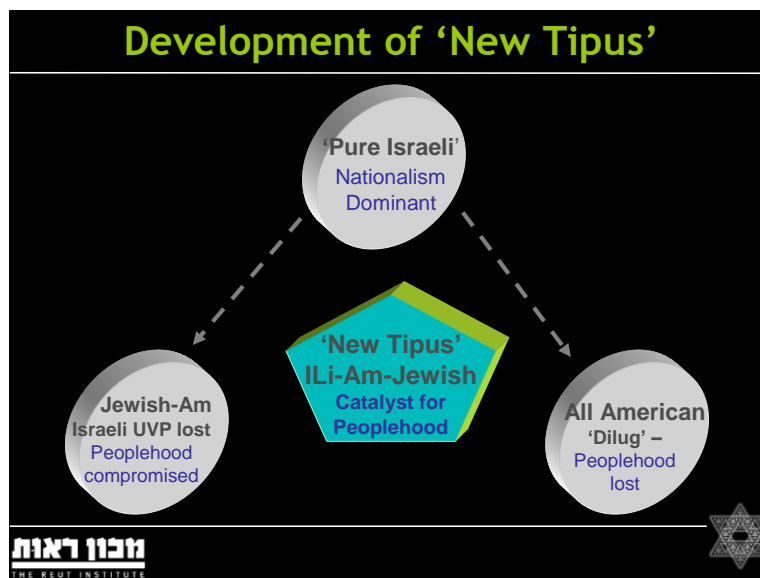 Development of ‘New Tipus’
‘Pure Israeli’
Nationalism
Dominant
‘New Tipus’
ILi-Am-Jewish
Catalyst for
Peoplehood
Jewish-Am
Israeli UVP lost
Peoplehood
compromised
All American
‘Dilug’ –
Peoplehood
lost
מכון ראות
THE REUT INSTITUTE